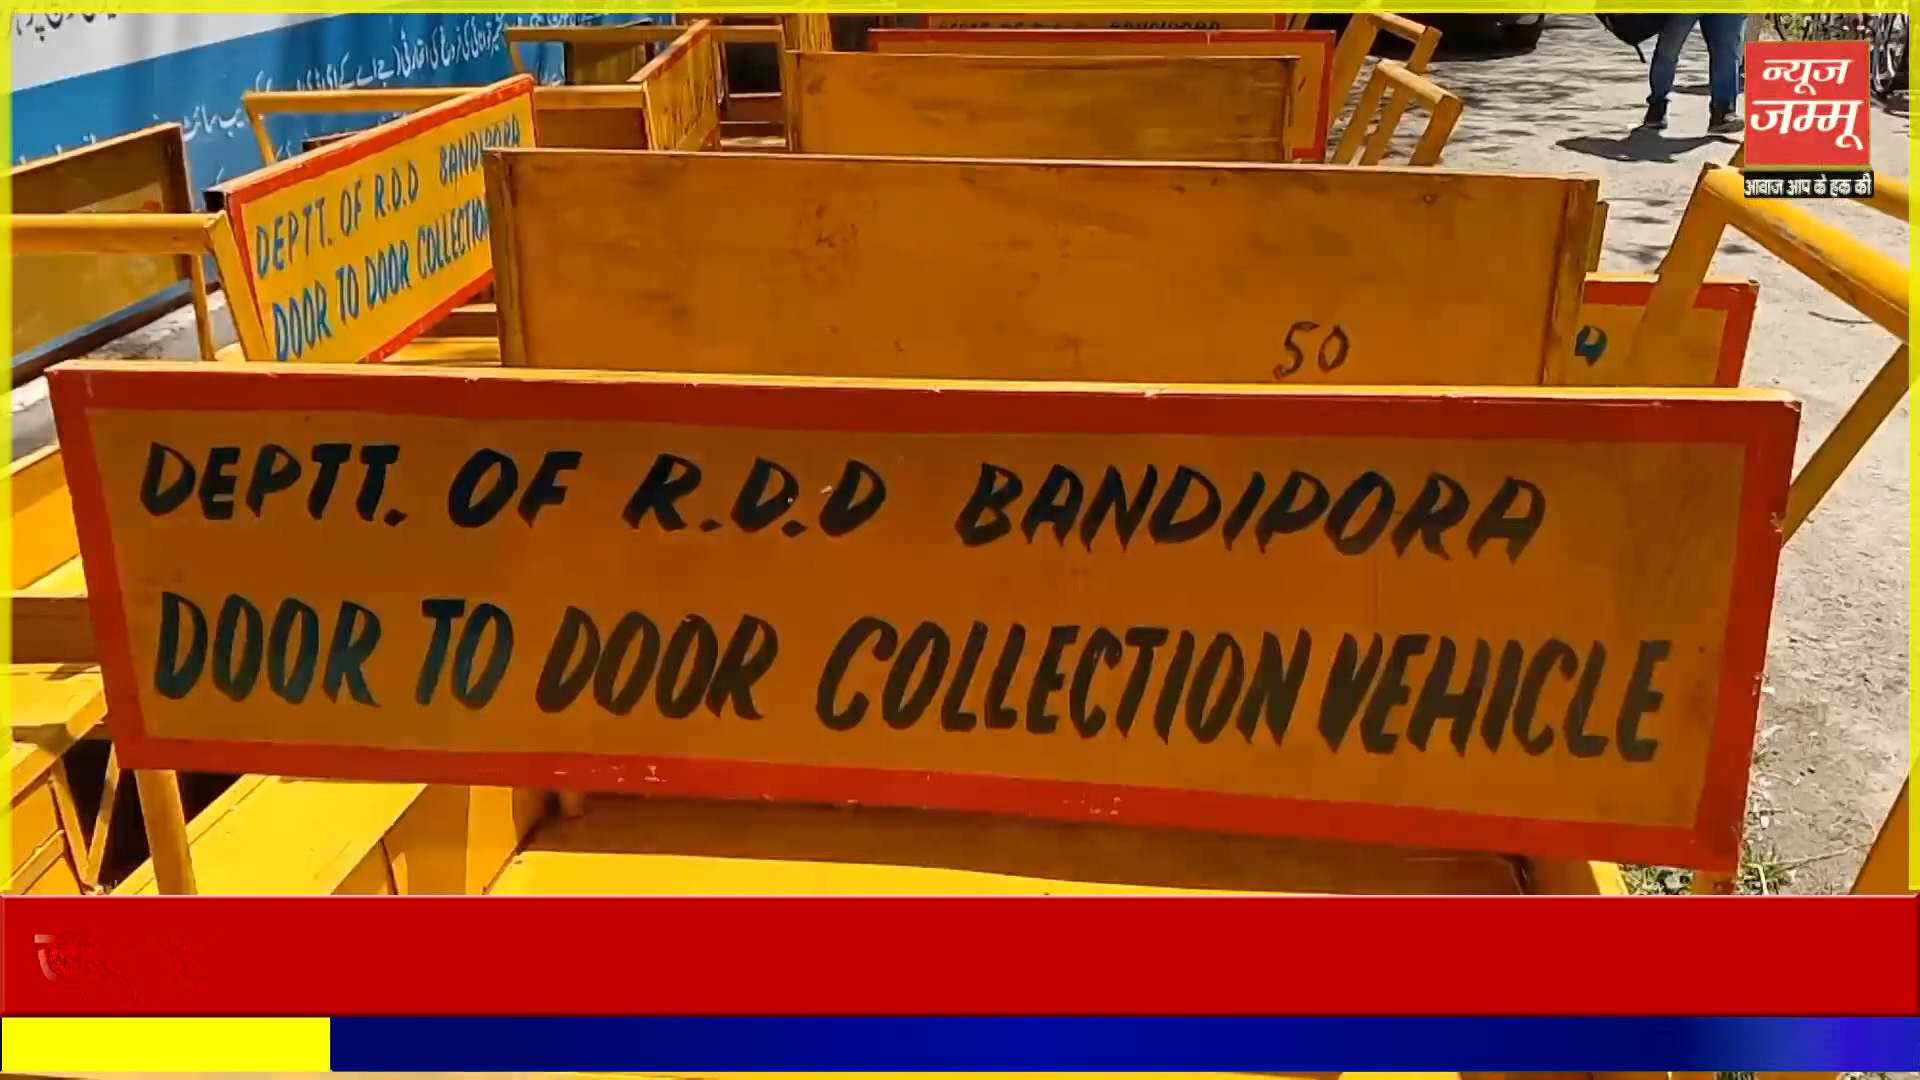 न्यूज
जम्मू
आवाज आप के हक की
DEPTT. OF R.D.D BANDIPORA
DOOR TO DOOR COLLECTION
50
DEPTT. OF R.D.D BANDIPORA
DOOR TO DOOR COLLECTION VEHICLE